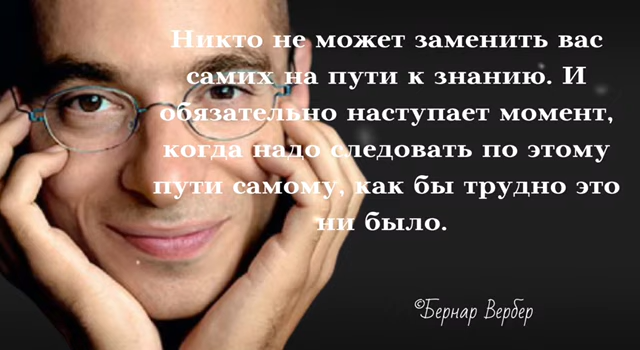 Никто не может заменить вас
самих на пути к знанию. И
обязательно наступает момент,
когда надо следовать по этому
пути самому, как бы трудно это
ни было.
©Бернар Вербер